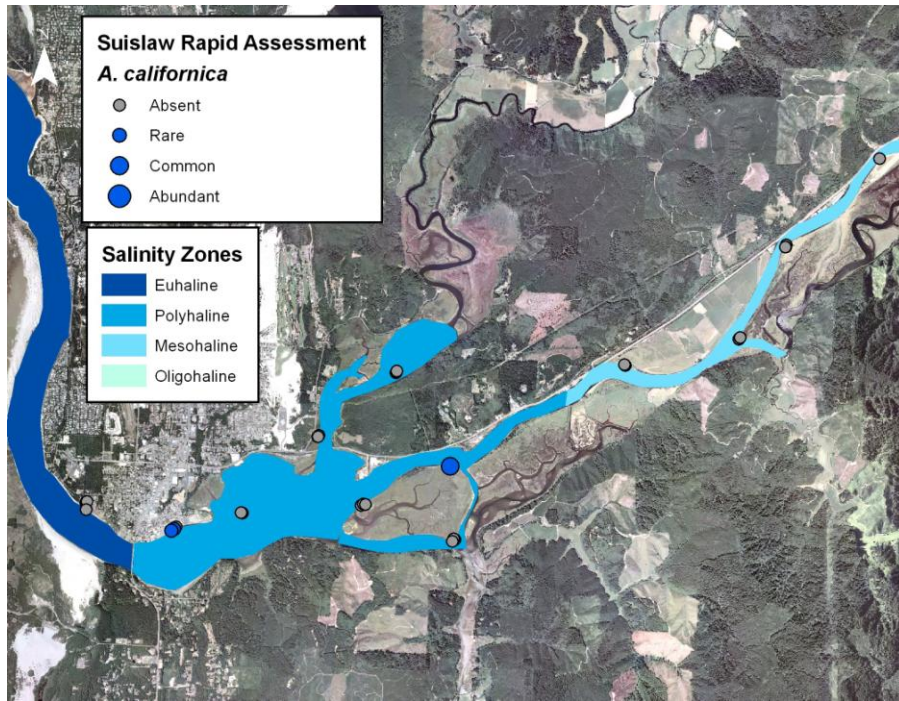 Suislaw Rapid Assessment
A. californica
Absent
Rare
Common
Abundant
Salinity Zones
Euhaline
Polyhaline
Mesohaline
Oligohaline